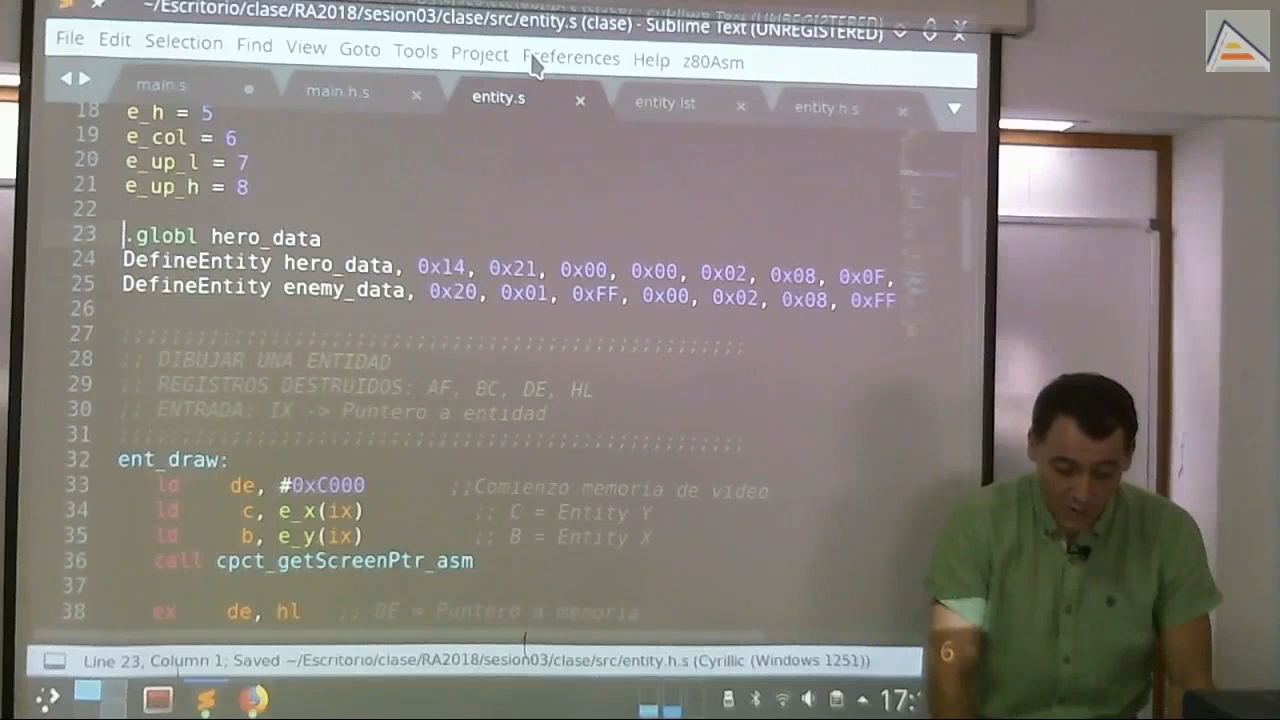 ~/Escritorio/clase/RA2018/sesion03/clase/src/entity.s (clase) - Sublime Text (UNREGISTERED)
File Edit Selection Find View Goto Tools Project Preferences Help z80Asm
main.s main.h.s entity.s entity.lst entity.h.s
18 e_h = 5
19 e_col = 6
20 e_up_l = 7
21 e_up_h = 8
22
23 .globl hero_data
24 DefineEntity hero_data, 0x14, 0x21, 0x00, 0x00, 0x02, 0x08, 0x0F,
25 DefineEntity enemy_data, 0x20, 0x01, 0xFF, 0x00, 0x02, 0x08, 0xFF
26
27
28 ;; DIBUJAR UNA ENTIDAD
29 ;; REGISTROS DESTRUIDOS: AF, BC, DE, HL
30 ;; ENTRADA: IX -> Puntero a entidad
31
32 ent_draw:
33 ld de, #0xC000 ;;Comienzo memoria de video
34 ld c, e_x(ix) ;; C = Entity Y
35 ld b, e_y(ix) ;; B = Entity X
36 call cpct_getScreenPtr_asm
37
38 ex de, hl ;; DE = Puntero a memoria
Line 23, Column 1; Saved ~/Escritorio/clase/RA2018/sesion03/clase/src/entity.h.s (Cyrillic (Windows 1251))
17:
6